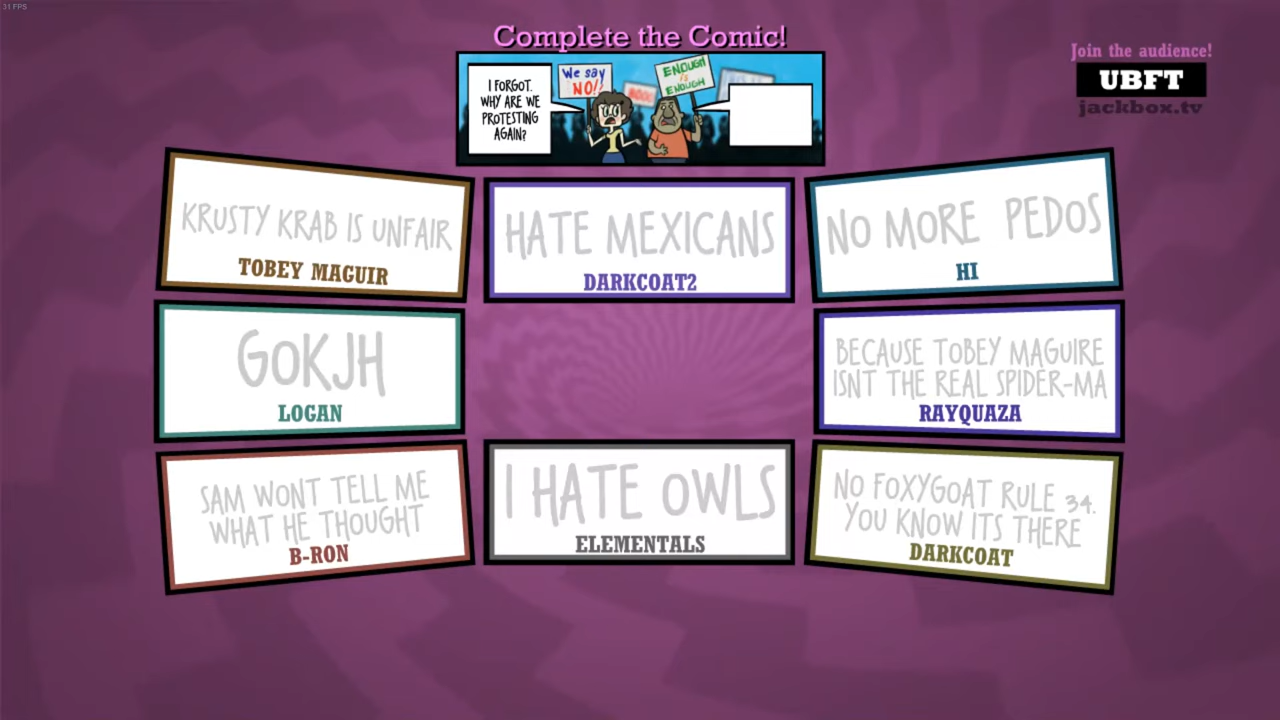 31 FPS
Complete the Comic!
Join the audience!
UBFT
jackbox.tv
I FORGOT.
WHY ARE WE
PROTESTING
AGAIN?
We say
NO!!
ENOUGH
is
ENOUGH
KRUSTY KRAB IS UNFAIR
TOBEY MAGUIR
HATE MEXICANS
DARKCOAT2
NO MORE PEDOS
HI
GOKJH
LOGAN
BECAUSE TOBEY MAGUIRE
ISNT THE REAL SPIDER-MA
RAYQUAZA
SAM WONT TELL ME
WHAT HE THOUGHT
B-RON
I HATE OWLS
ELEMENTALS
NO FOXYGOAT RULE 34.
YOU KNOW ITS THERE
DARKCOAT